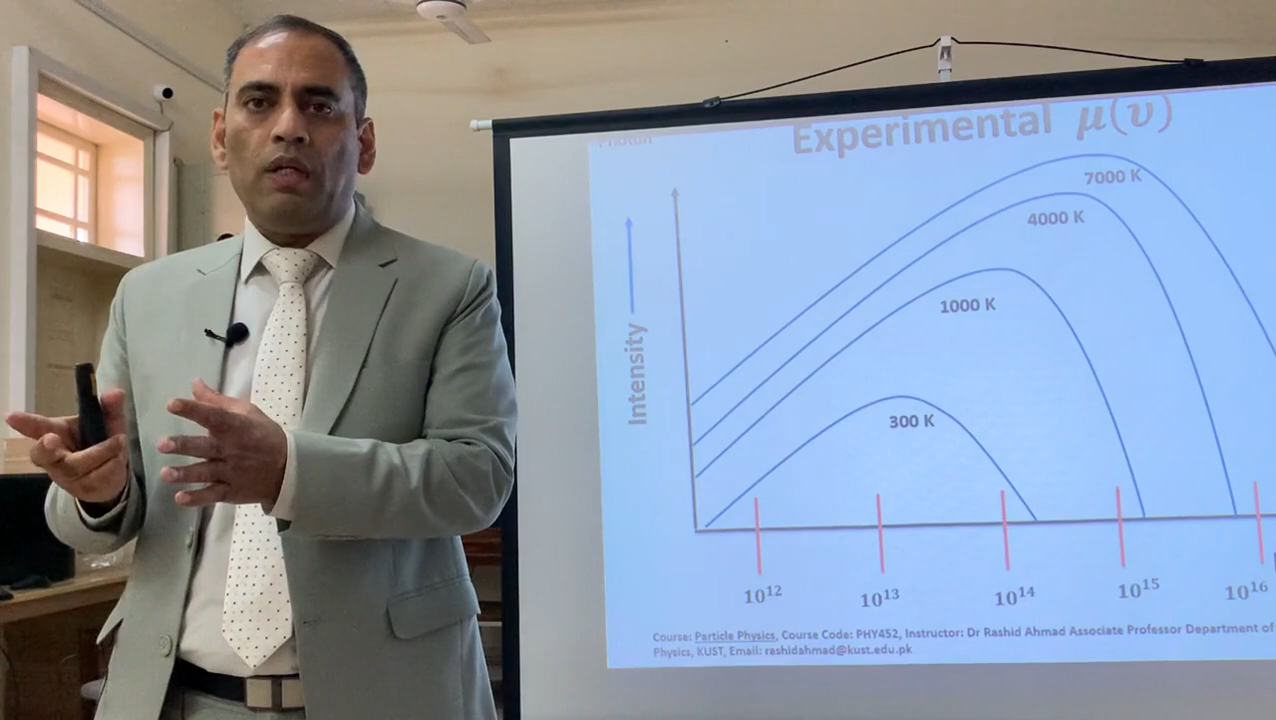 Photon
Experimental μ(υ)
7000 K
4000 K
1000 K
300 K
Intensity
10¹² 10¹³ 10¹⁴ 10¹⁵ 10¹⁶
Course: Particle Physics, Course Code: PHY452, Instructor: Dr Rashid Ahmad Associate Professor Department of
Physics, KUST, Email: rashidahmad@kust.edu.pk